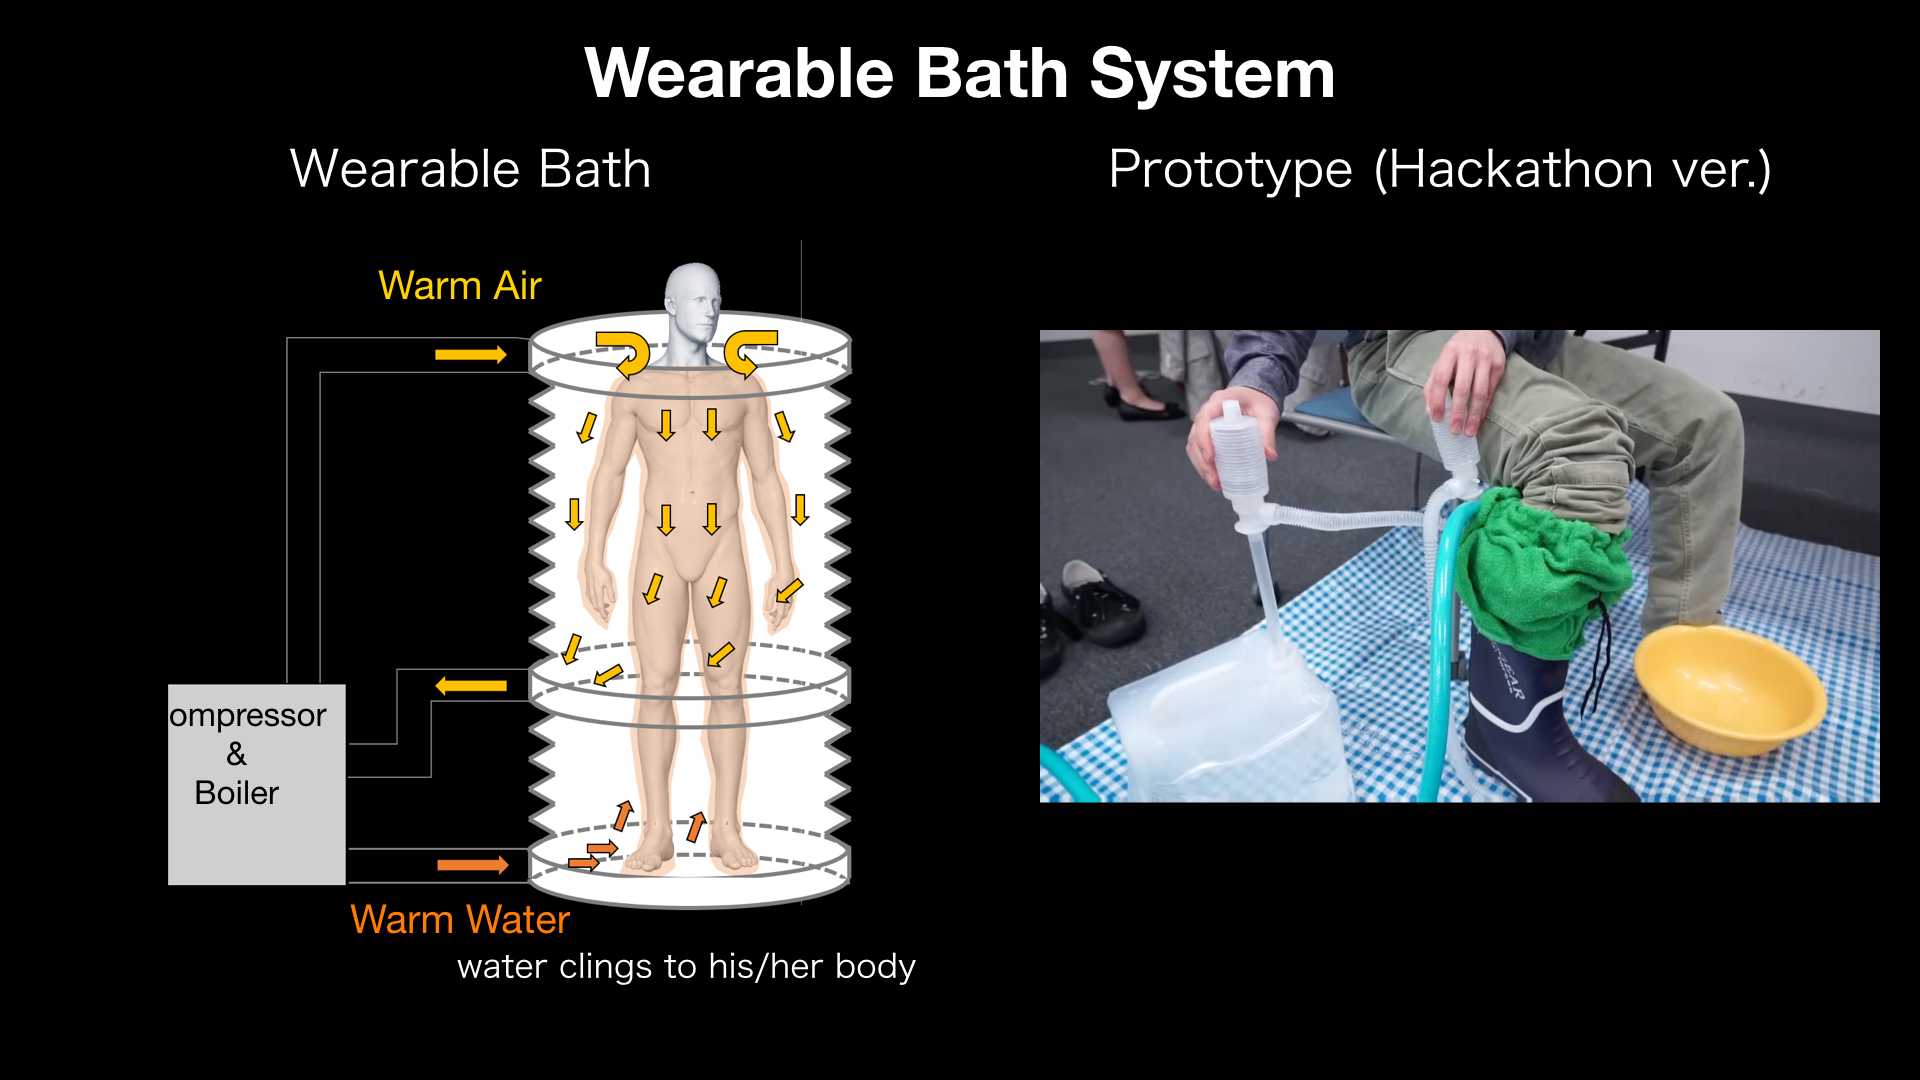 Wearable Bath System
Wearable Bath
Prototype (Hackathon ver.)
Warm Air
ompressor
&
Boiler
Warm Water
water clings to his/her body